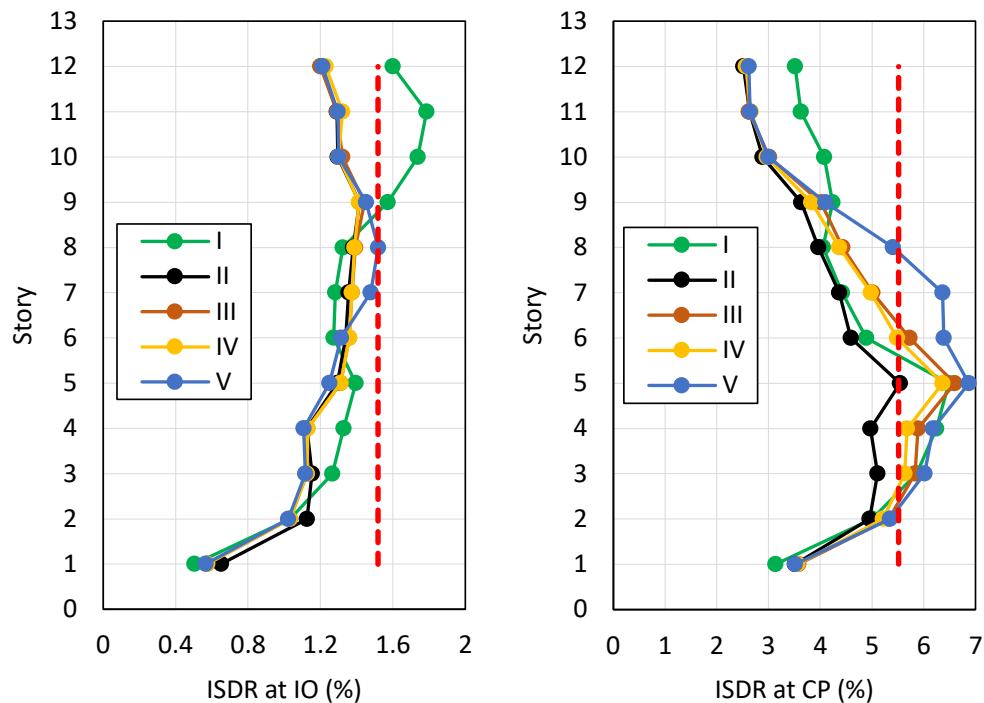 13
12
11
10
9
8
7
6
5
4
3
2
1
0
Story
I
II
III
IV
V
0 0.4 0.8 1.2 1.6 2
ISDR at IO (%)
13
12
11
10
9
8
7
6
5
4
3
2
1
0
Story
I
II
III
IV
V
0 1 2 3 4 5 6 7
ISDR at CP (%)